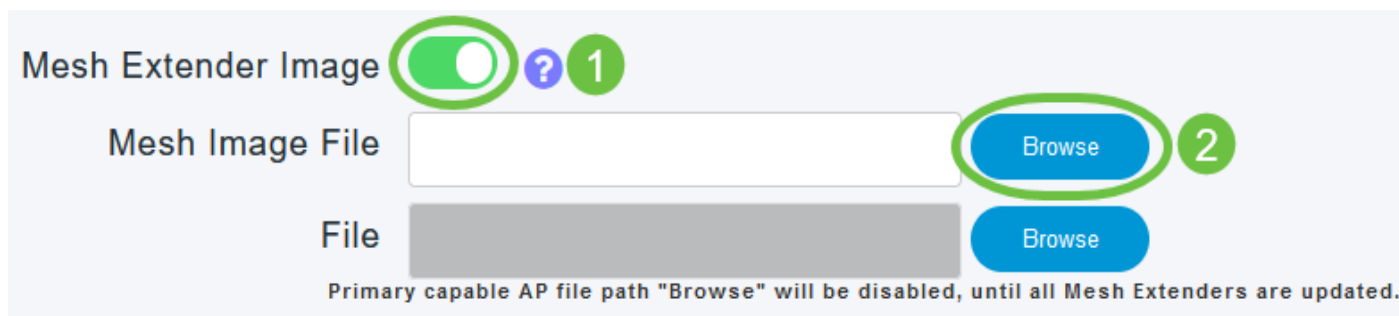 Mesh Extender Image ? 1
Mesh Image File Browse 2
File Browse
Primary capable AP file path "Browse" will be disabled, until all Mesh Extenders are updated.